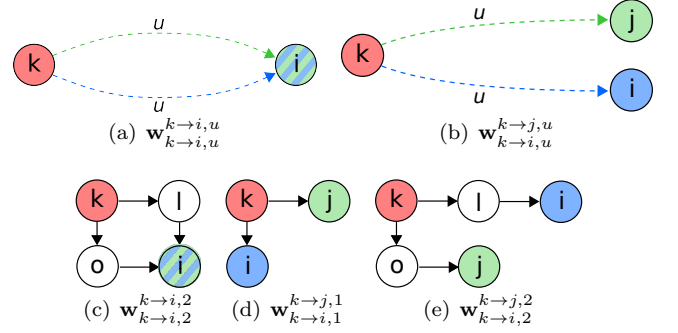 u
k
i
u
(a) w^{k→i,u}_{k→i,u}
u
j
k
i
u
(b) w^{k→j,u}_{k→i,u}
k l
o i
(c) w^{k→i,2}_{k→i,2}
k j
i
(d) w^{k→j,1}_{k→i,1}
k l i
o j
(e) w^{k→j,2}_{k→i,2}